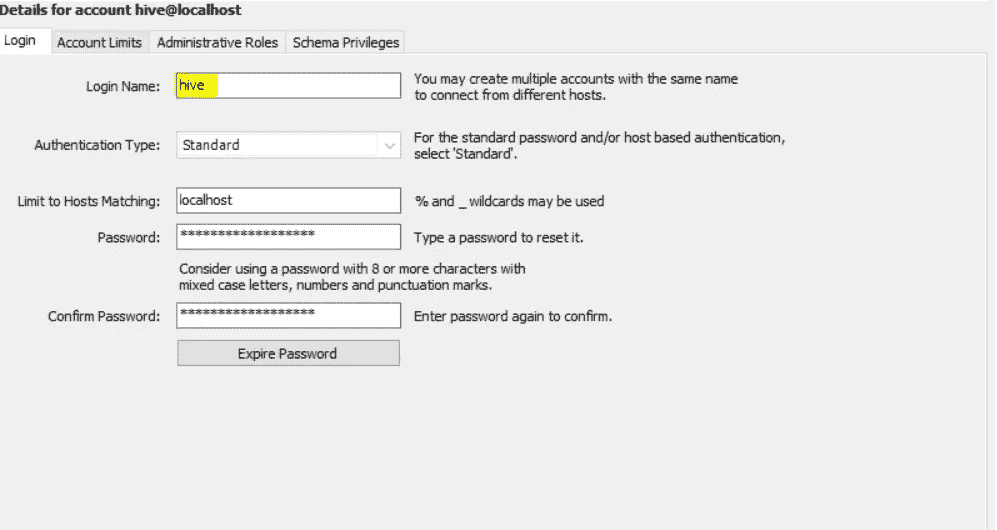 Details for account hive@localhost
Login Account Limits Administrative Roles Schema Privileges
Login Name: hive You may create multiple accounts with the same name
to connect from different hosts.
Authentication Type: Standard For the standard password and/or host based authentication,
select 'Standard'.
Limit to Hosts Matching: localhost % and _ wildcards may be used
Password: ****************** Type a password to reset it.
Consider using a password with 8 or more characters with
mixed case letters, numbers and punctuation marks.
Confirm Password: ****************** Enter password again to confirm.
Expire Password